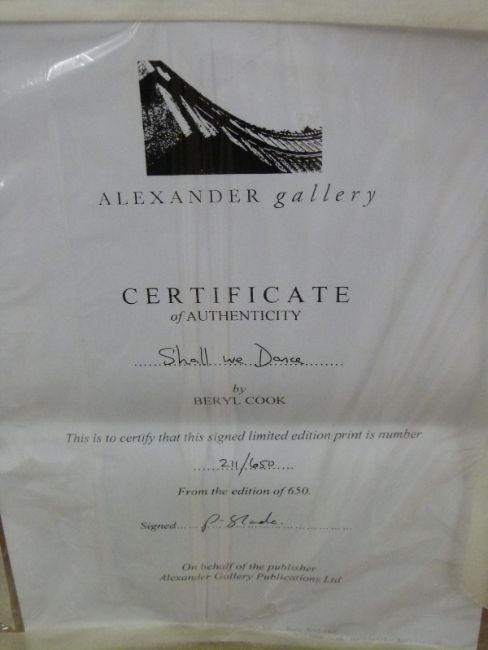 ALEXANDER gallery
CERTIFICATE
of AUTHENTICITY
Shall we Dance
by
BERYL COOK
This is to certify that this signed limited edition print is number
211/650
From the edition of 650.
Signed P. Slade.
On behalf of the publisher
Alexander Gallery Publications Ltd